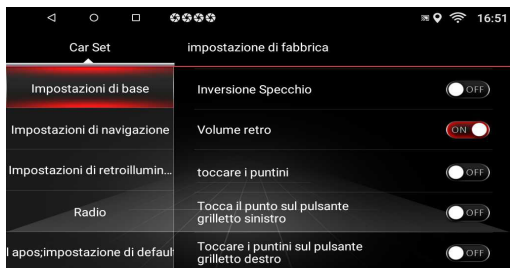 16:51
Car Set
impostazione di fabbrica
Impostazioni di base
Inversione Specchio
OFF
Impostazioni di navigazione
Volume retro
ON
Impostazioni di retroillumin...
toccare i puntini
OFF
Radio
Tocca il punto sul pulsante
grilletto sinistro
OFF
l apos;impostazione di default
Toccare i puntini sul pulsante
grilletto destro
OFF